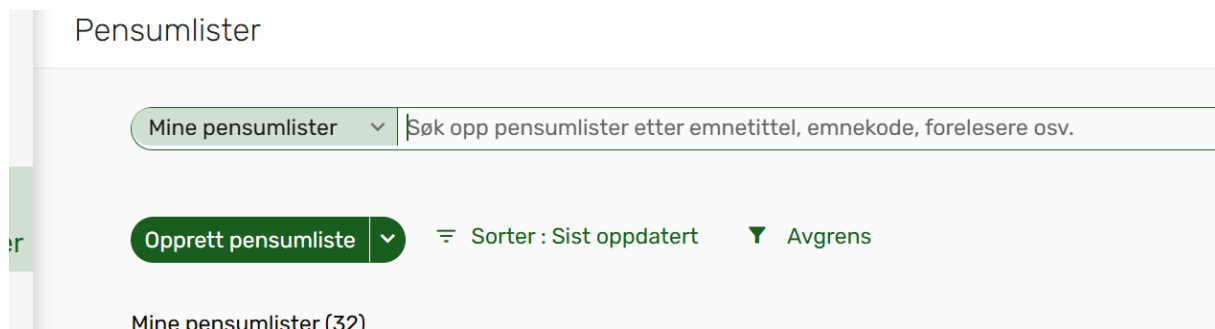 Pensumlister
Mine pensumlister
Søk opp pensumlister etter emnetittel, emnekode, forelesere osv.
Opprett pensumliste
Sorter : Sist oppdatert
Avgrens
Mine pensumlister (32)